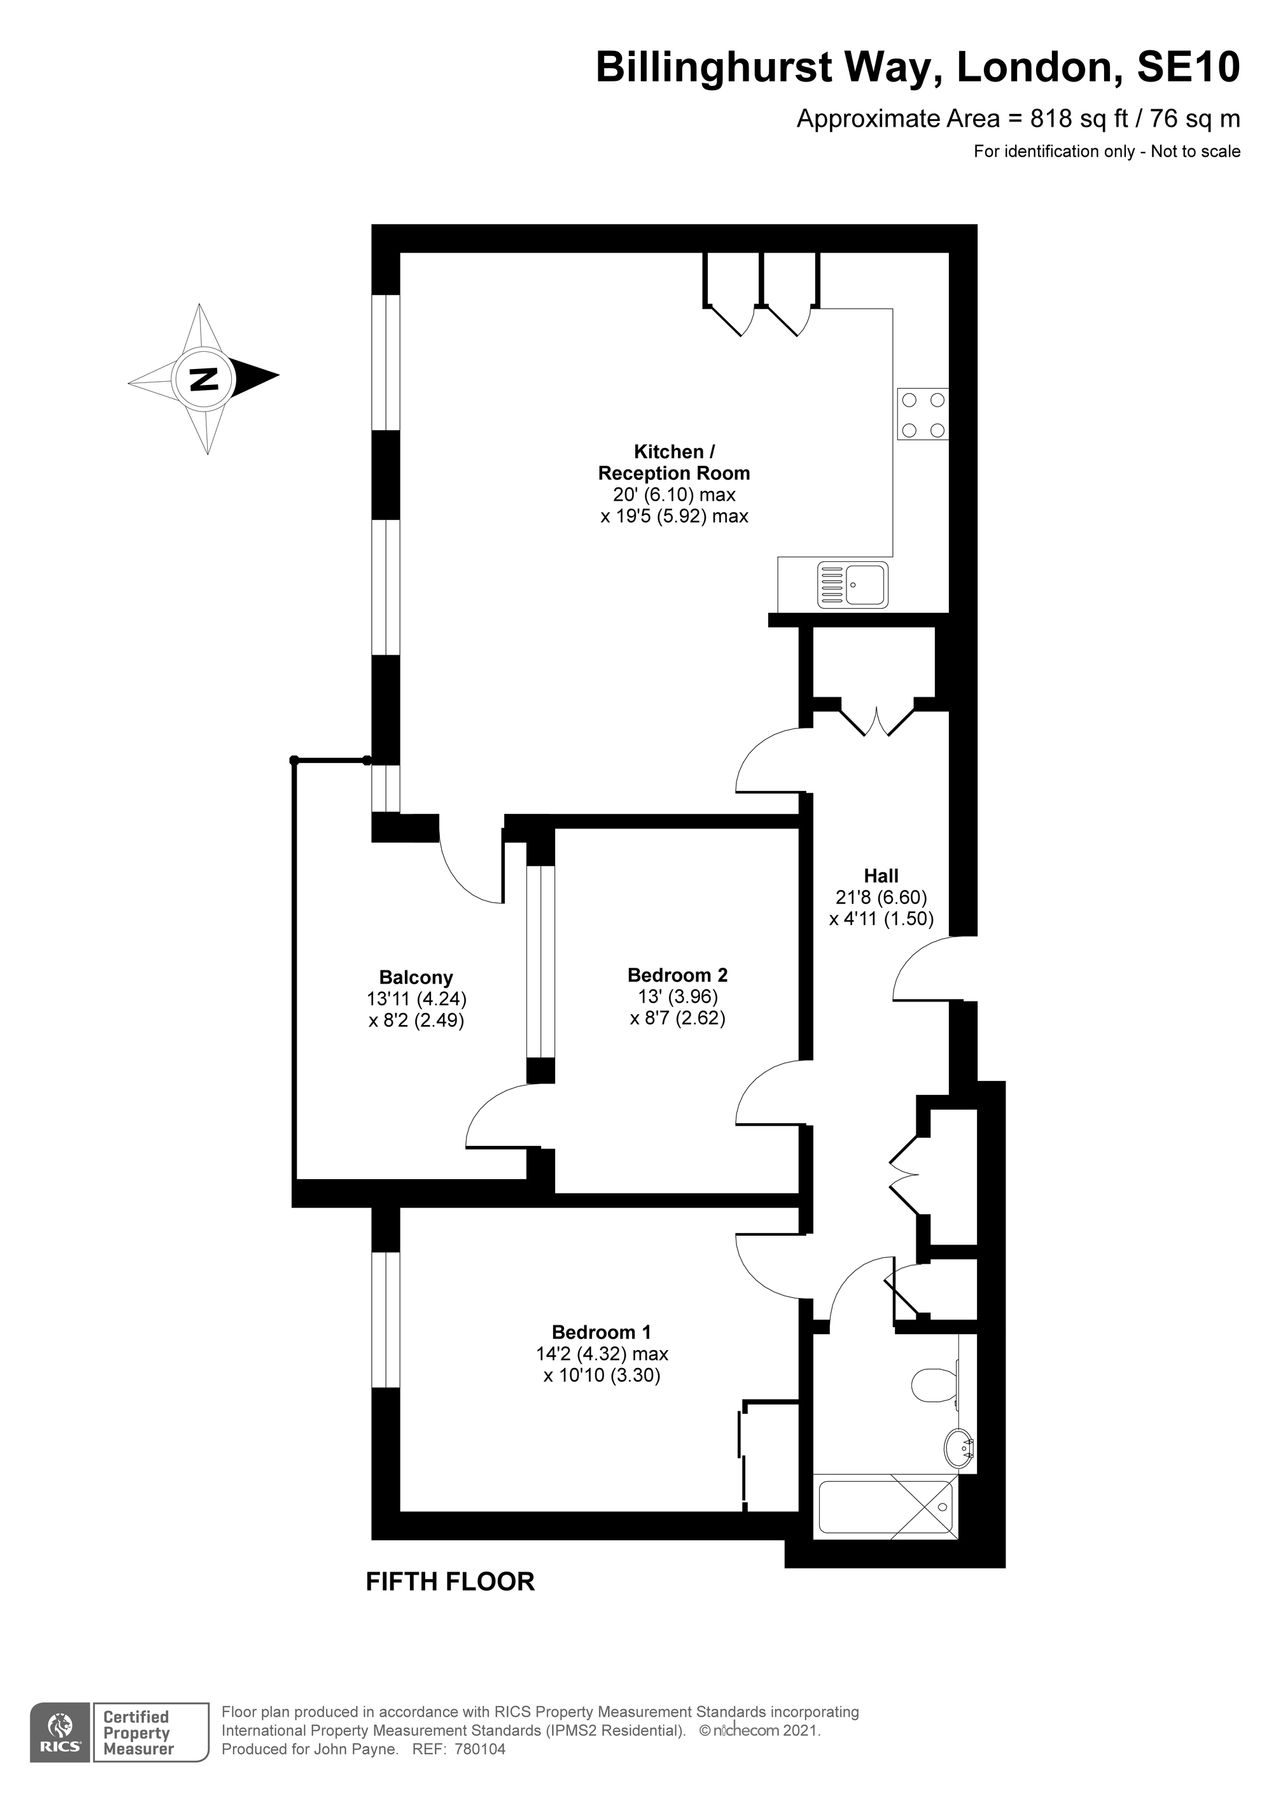 Billinghurst Way, London, SE10
Approximate Area = 818 sq ft / 76 sq m
For identification only - Not to scale
N
Kitchen /
Reception Room
20' (6.10) max
x 19'5 (5.92) max
Hall
21'8 (6.60)
x 4'11 (1.50)
Balcony
13'11 (4.24)
x 8'2 (2.49)
Bedroom 2
13' (3.96)
x 8'7 (2.62)
Bedroom 1
14'2 (4.32) max
x 10'10 (3.30)
FIFTH FLOOR
RICS
Certified
Property
Measurer
Floor plan produced in accordance with RICS Property Measurement Standards incorporating
International Property Measurement Standards (IPMS2 Residential). © nichecom 2021.
Produced for John Payne. REF: 780104